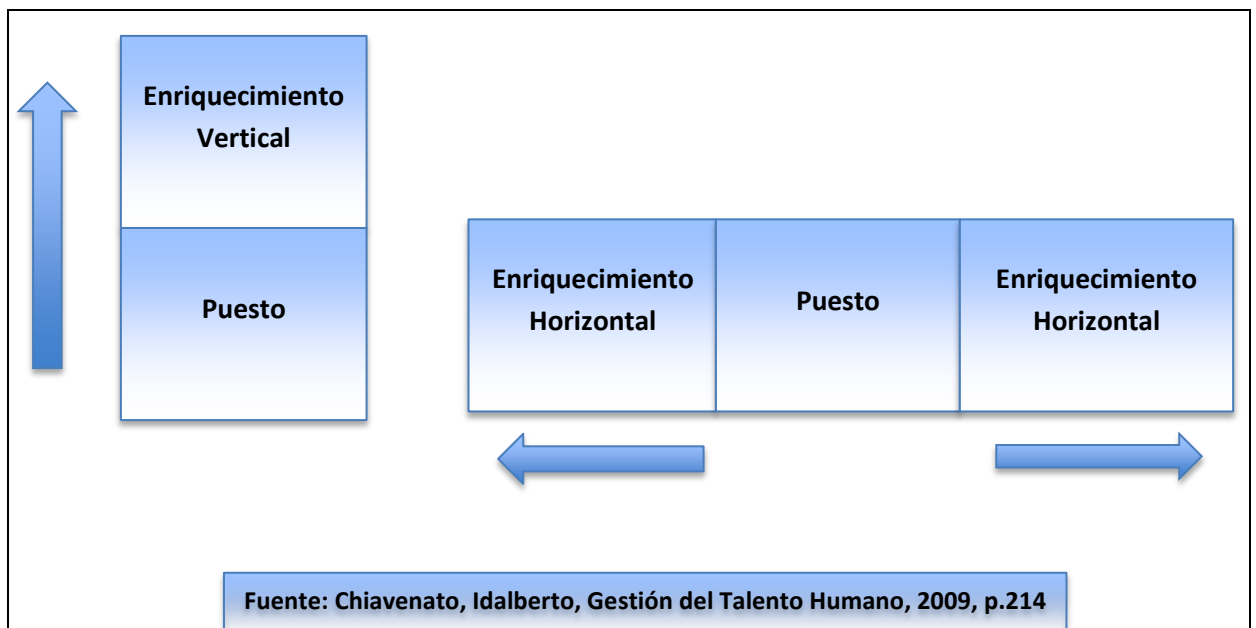 Enriquecimiento
Vertical
Puesto
Enriquecimiento
Horizontal
Puesto
Enriquecimiento
Horizontal
Fuente: Chiavenato, Idalberto, Gestión del Talento Humano, 2009, p.214